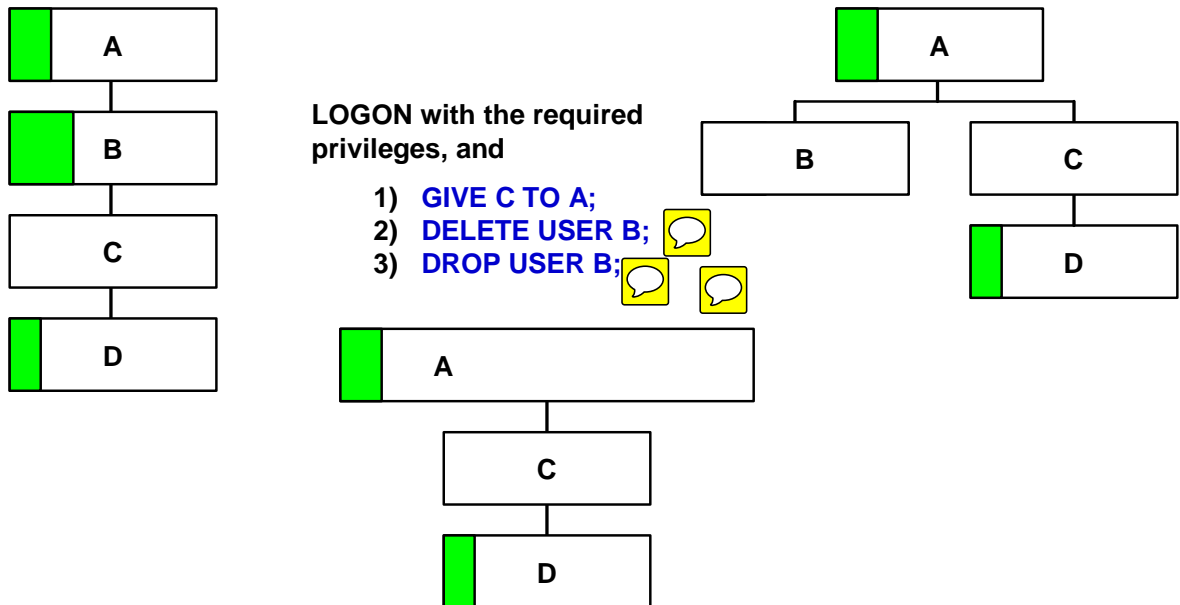 A
B
C
D
LOGON with the required
privileges, and
1) GIVE C TO A;
2) DELETE USER B;
3) DROP USER B;
A
B
C
D
A
C
D